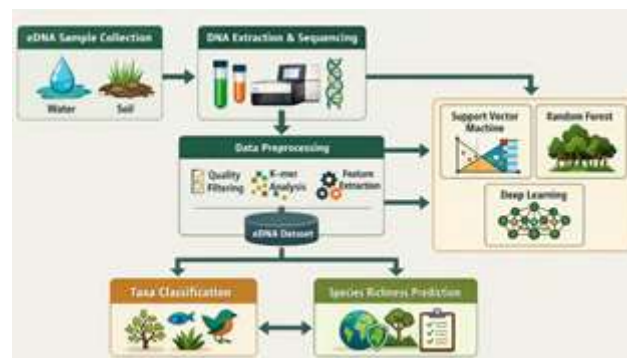 eDNA Sample Collection
Water
Soil
DNA Extraction & Sequencing
Data Preprocessing
Quality
Filtering
K-mer
Analysis
Feature
Extraction
eDNA Dataset
Support Vector
Machine
Random Forest
Deep Learning
Taxa Classification
Species Richness Prediction